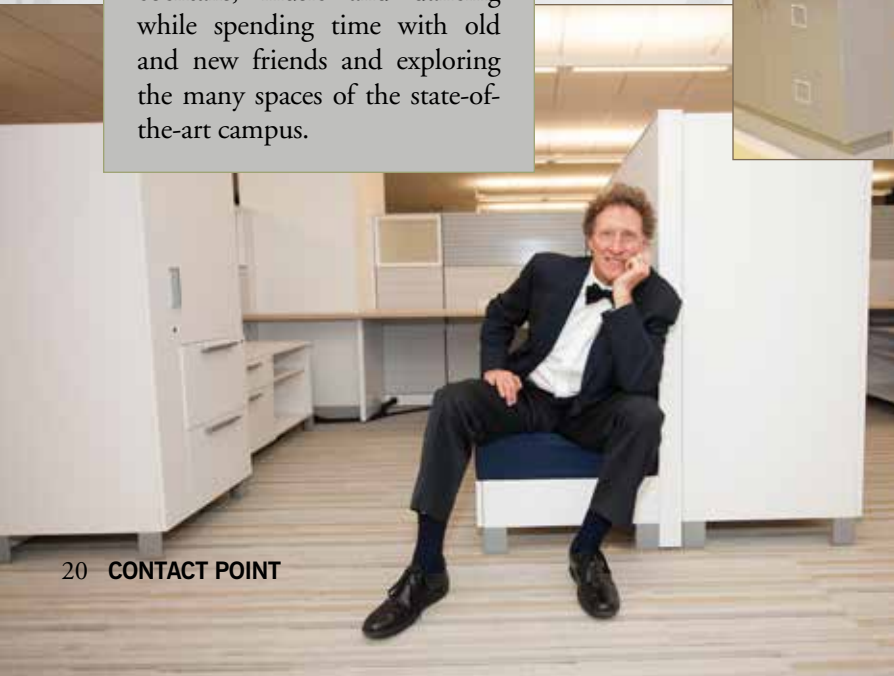 while spending time with old
and new friends and exploring
the many spaces of the state-of-
the-art campus.
20 CONTACT POINT